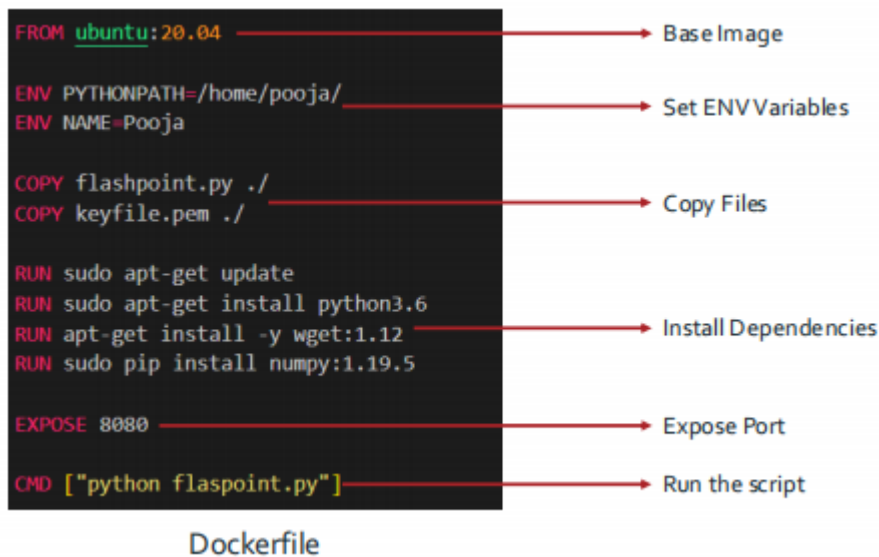 FROM ubuntu:20.04
Base Image
ENV PYTHONPATH=/home/pooja/
ENV NAME=Pooja
Set ENV Variables
COPY flashpoint.py ./
COPY keyfile.pem ./
Copy Files
RUN sudo apt-get update
RUN sudo apt-get install python3.6
RUN apt-get install -y wget:1.12
RUN sudo pip install numpy:1.19.5
Install Dependencies
EXPOSE 8080
Expose Port
CMD ["python flaspoint.py"]
Run the script
Dockerfile